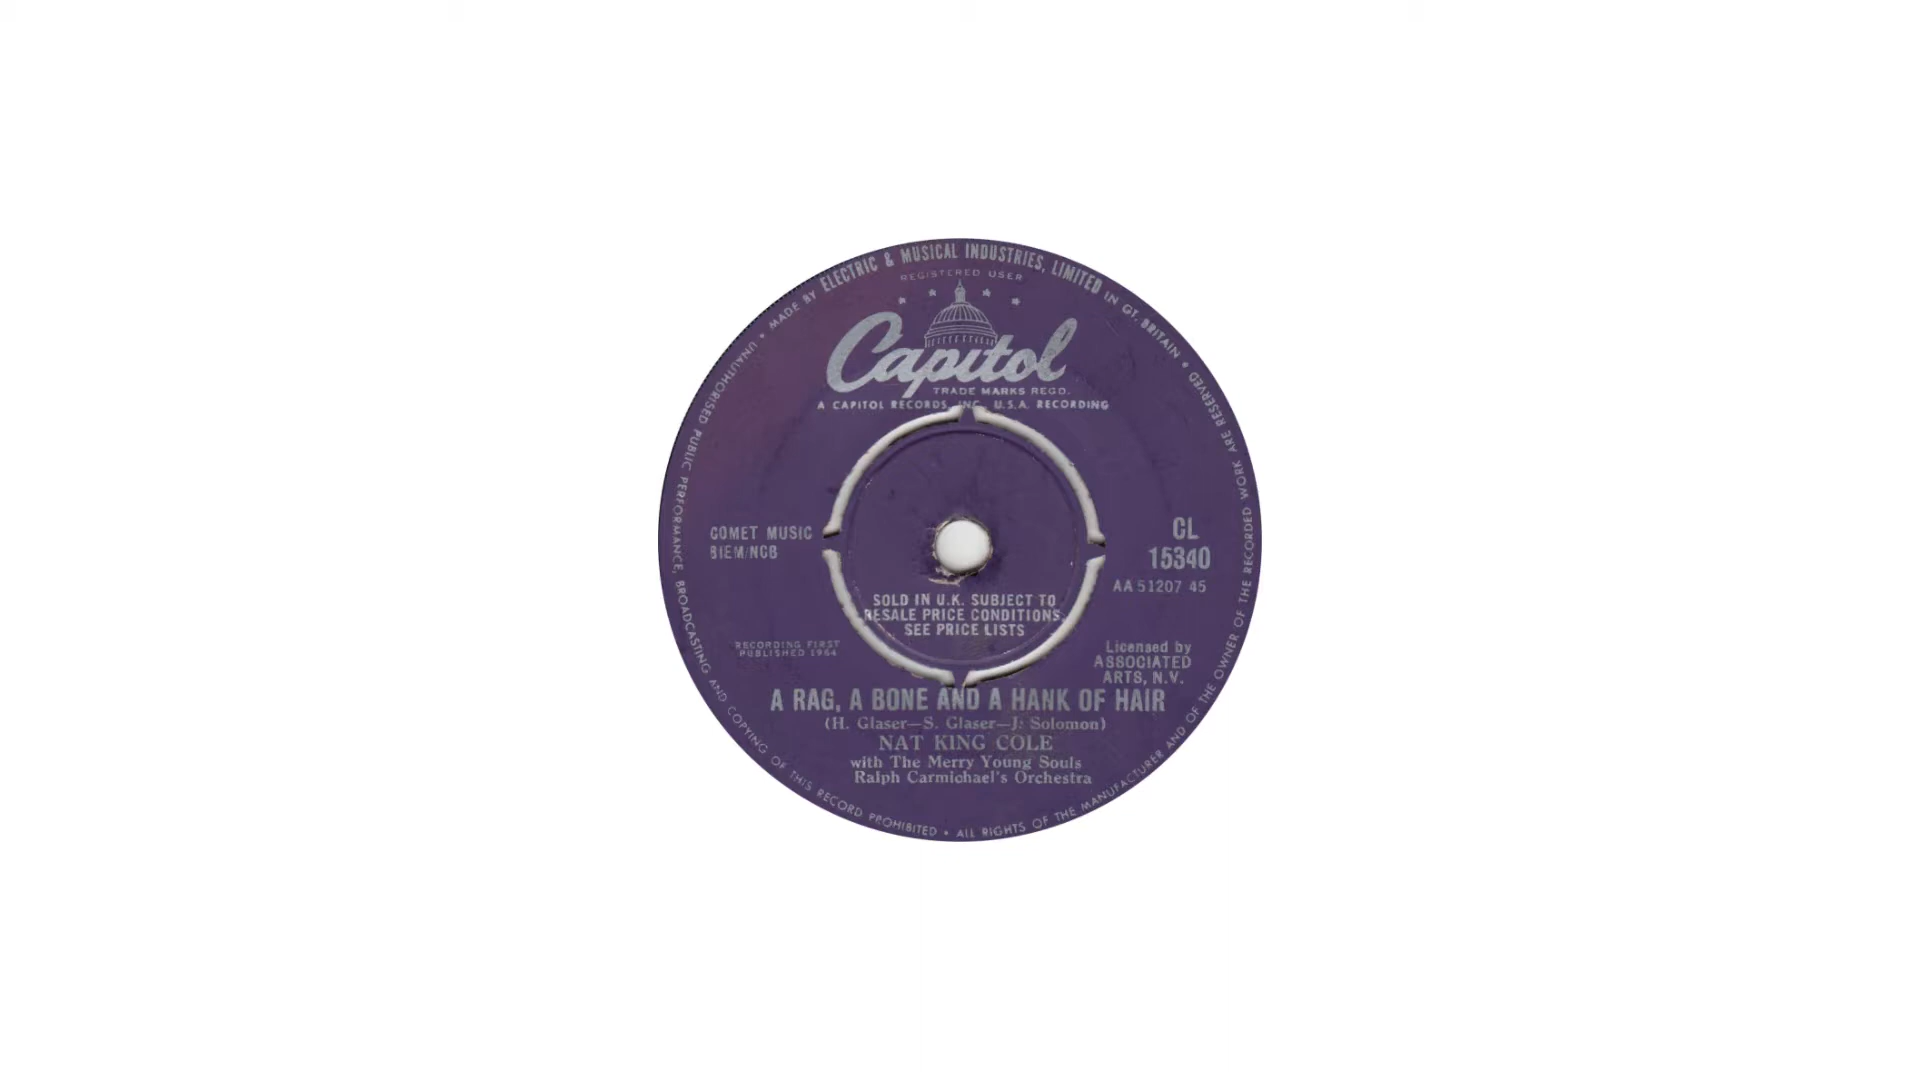 MADE BY ELECTRIC & MUSICAL INDUSTRIES, LIMITED IN GT. BRITAIN • ALL RIGHTS OF THE MANUFACTURER AND OF THE OWNER OF THE RECORDED WORK ARE RESERVED
UNAUTHORISED PUBLIC PERFORMANCE, BROADCASTING AND COPYING OF THIS RECORD PROHIBITED •
REGISTERED USER
Capitol
TRADE MARKS REGD.
A CAPITOL RECORDS, INC., U.S.A. RECORDING
COMET MUSIC
BIEM/NCB
CL
15340
AA 51207 45
SOLD IN U.K. SUBJECT TO
RESALE PRICE CONDITIONS,
SEE PRICE LISTS
RECORDING FIRST
PUBLISHED 1964
Licensed by
ASSOCIATED
ARTS, N.V.
A RAG, A BONE AND A HANK OF HAIR
(H. Glaser—S. Glaser—J. Solomon)
NAT KING COLE
with The Merry Young Souls
Ralph Carmichael's Orchestra